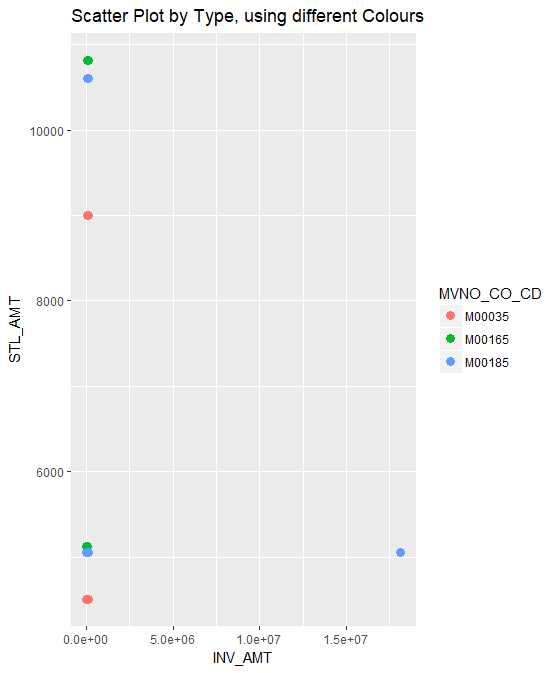 Scatter Plot by Type, using different Colours
10000
8000
6000
STL_AMT
0.0e+00 5.0e+06 1.0e+07 1.5e+07
INV_AMT
MVNO_CO_CD
M00035
M00165
M00185